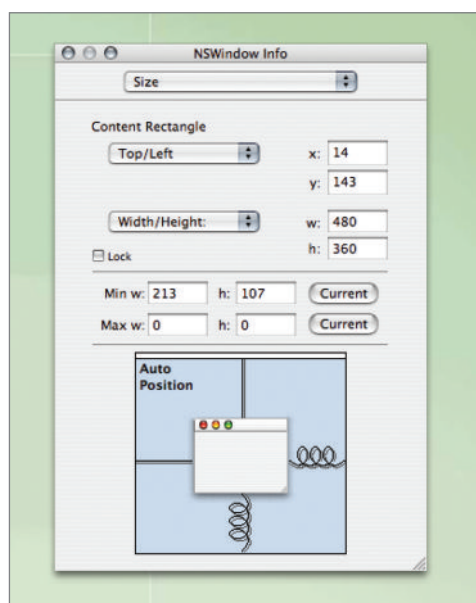 NSWindow Info
Size
Content Rectangle
Top/Left x: 14
y: 143
Width/Height: w: 480
Lock h: 360
Min w: 213 h: 107 Current
Max w: 0 h: 0 Current
Auto
Position